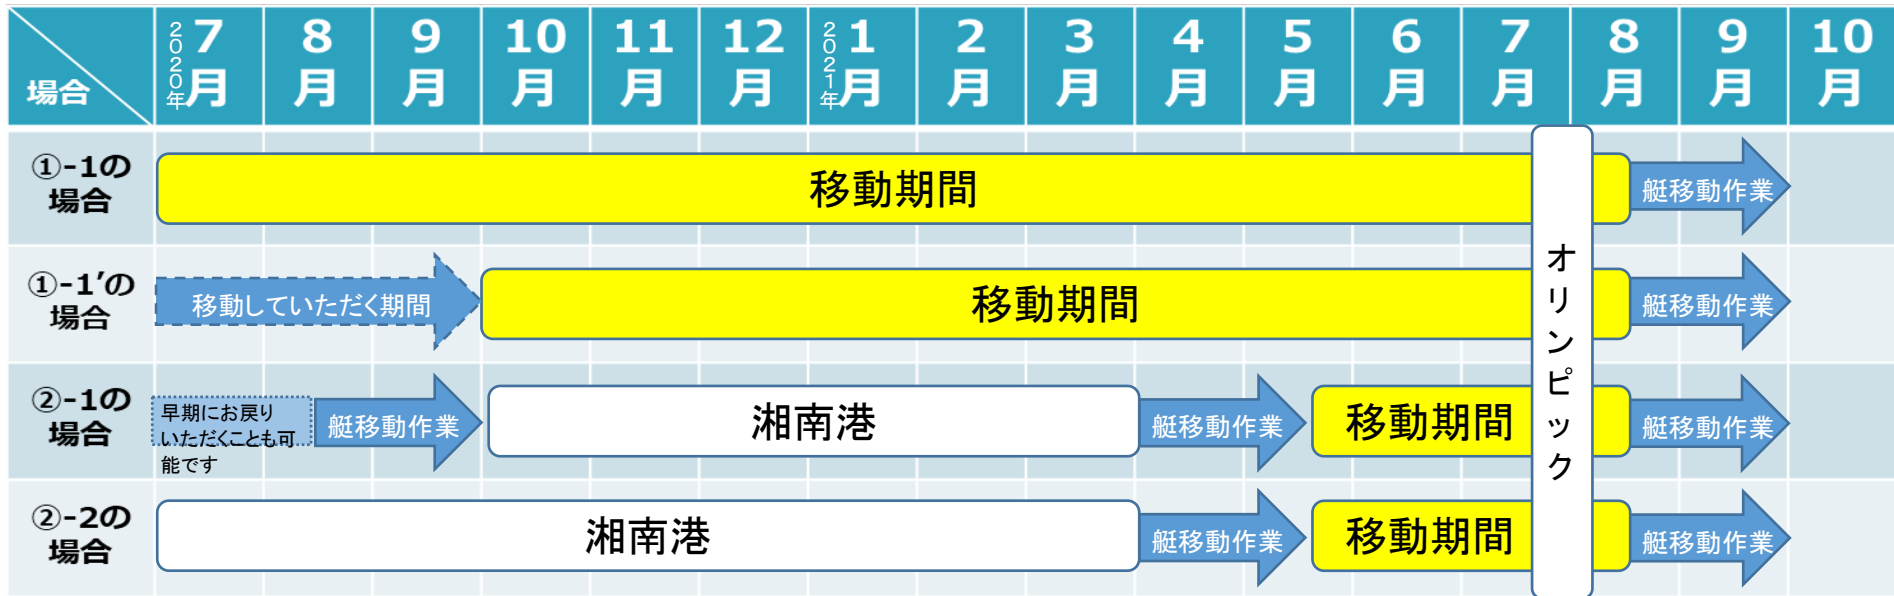 場合
2020年
7月
8月
9月
10月
11月
12月
2021年
1月
2月
3月
4月
5月
6月
7月
8月
9月
10月
①-1の
場合
移動期間
艇移動作業
①-1’の
場合
移動していただく期間
移動期間
艇移動作業
②-1の
場合
早期にお戻り
いただくことも可
能です
艇移動作業
湘南港
艇移動作業
移動期間
艇移動作業
②-2の
場合
湘南港
艇移動作業
移動期間
艇移動作業
オリンピック